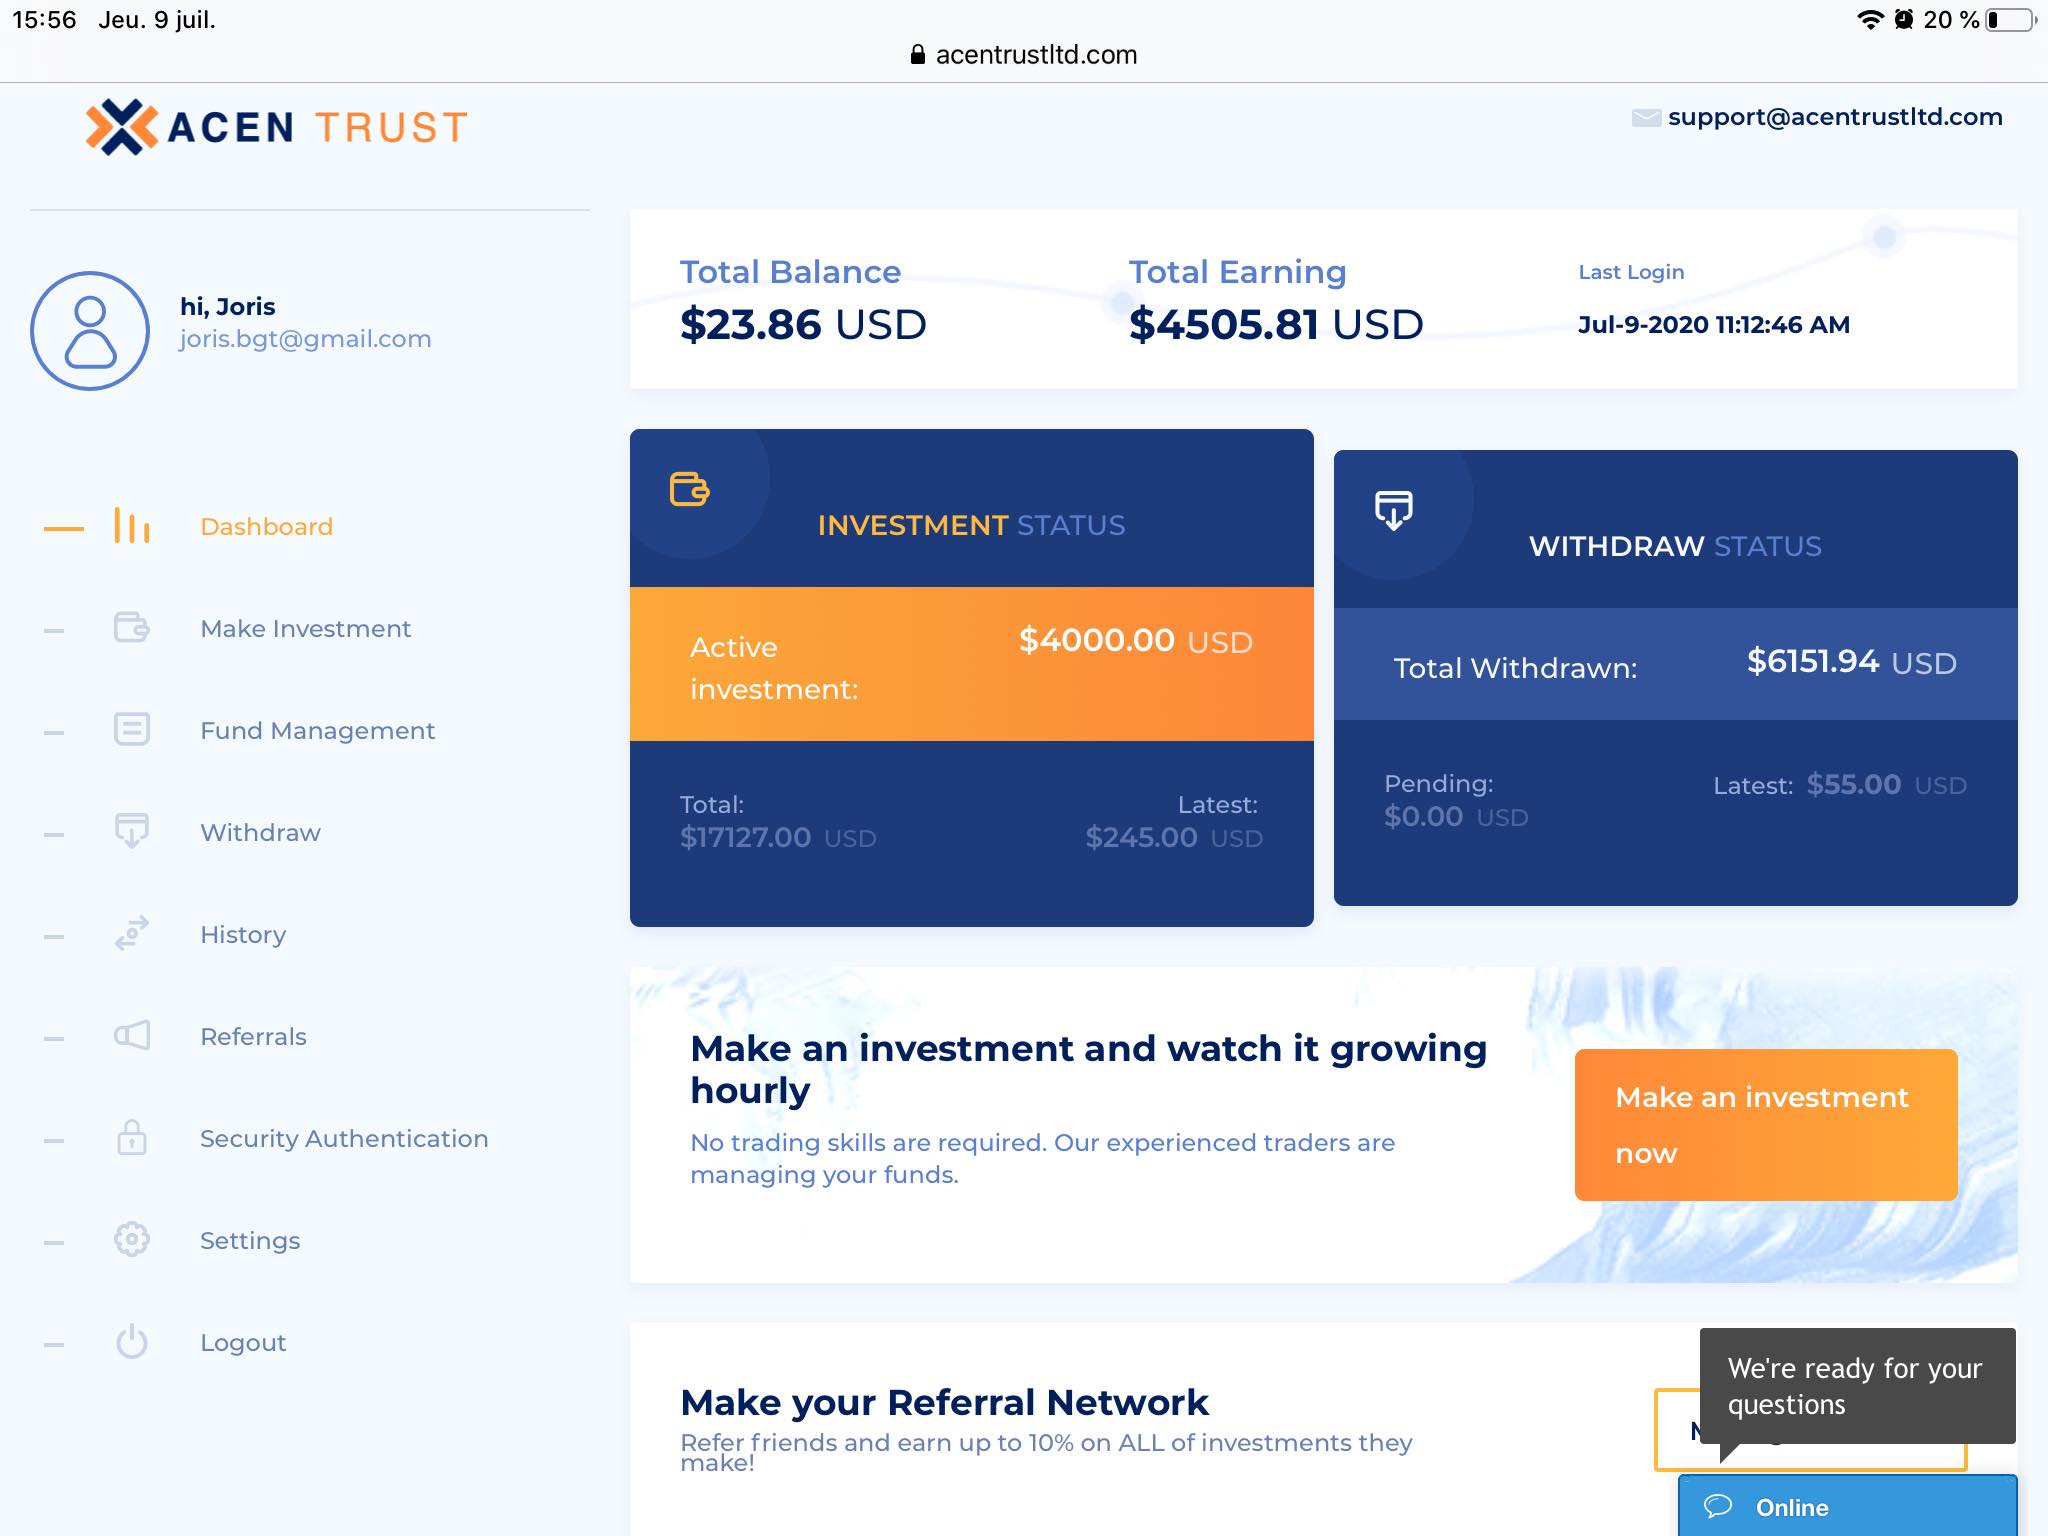 15:56 Jeu. 9 juil.
20 %
acentrustltd.com
ACEN TRUST
support@acentrustltd.com
hi, Joris
joris.bgt@gmail.com
Dashboard
Make Investment
Fund Management
Withdraw
History
Referrals
Security Authentication
Settings
Logout
Total Balance
$23.86 USD
Total Earning
$4505.81 USD
Last Login
Jul-9-2020 11:12:46 AM
INVESTMENT STATUS
Active
investment:
$4000.00 USD
Total:
$17127.00 USD
Latest:
$245.00 USD
WITHDRAW STATUS
Total Withdrawn:
$6151.94 USD
Pending:
$0.00 USD
Latest: $55.00 USD
Make an investment and watch it growing
hourly
No trading skills are required. Our experienced traders are
managing your funds.
Make an investment
now
Make your Referral Network
Refer friends and earn up to 10% on ALL of investments they
make!
We're ready for your
questions
Online